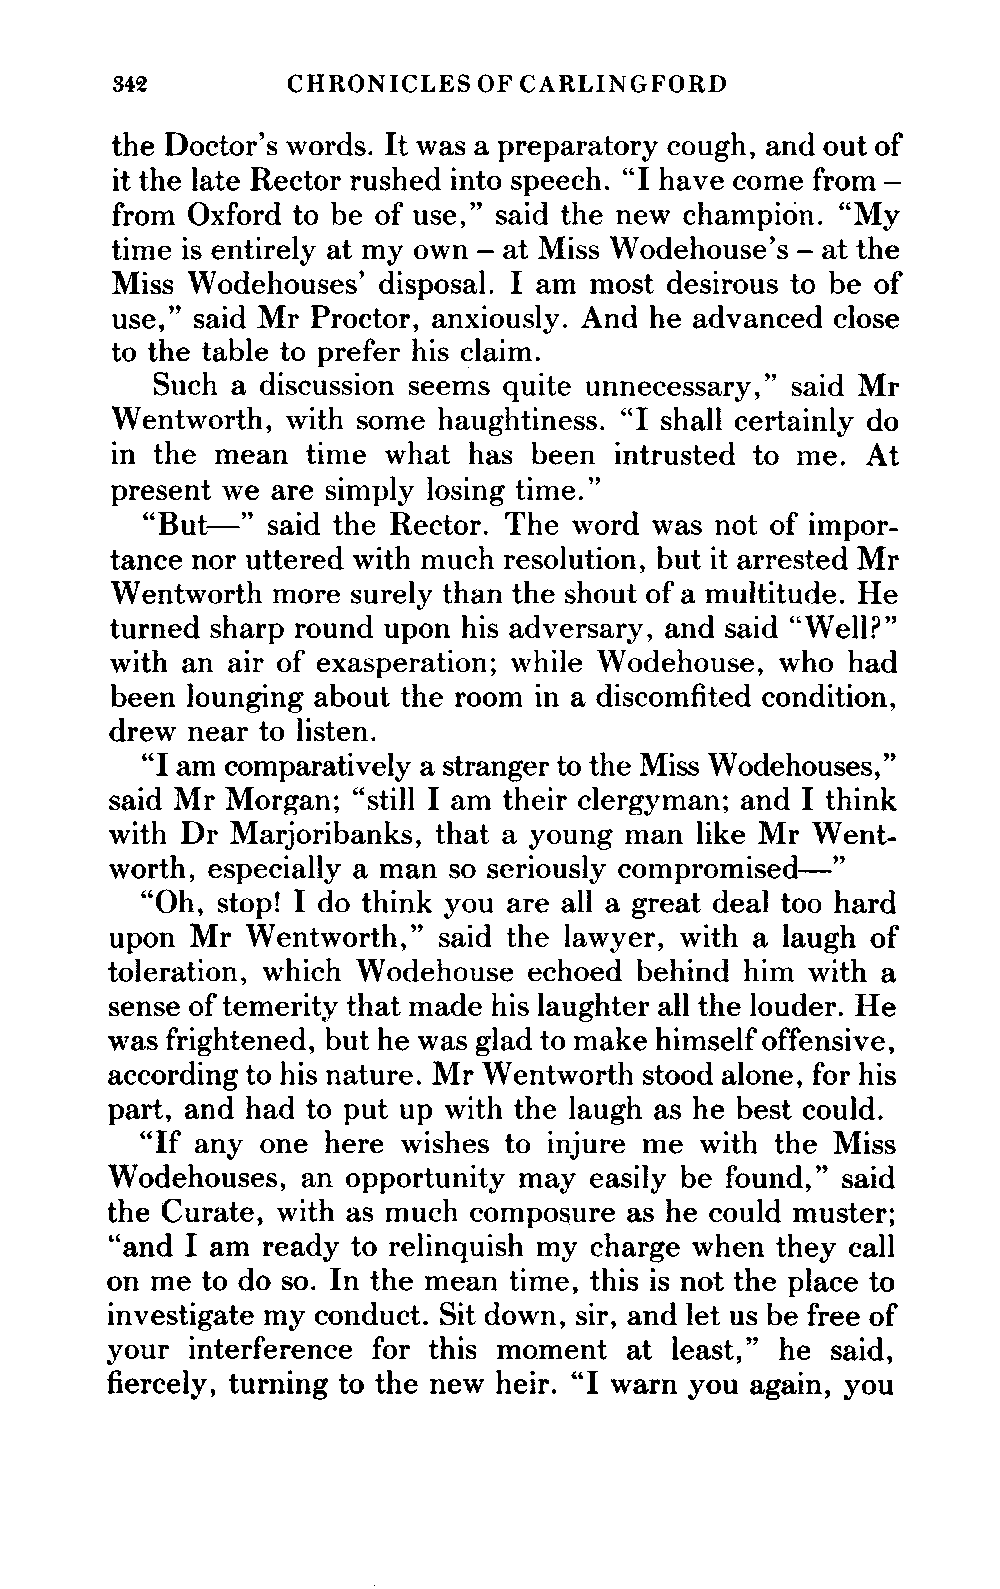 342 CHRONICLES OF CARLINGFORD
the Doctor's words. It was a preparatory cough, and out of
it the late Rector rushed into speech. “I have come from –
from Oxford to be of use,” said the new champion. “My
time is entirely at my own – at Miss Wodehouse's – at the
Miss Wodehouses' disposal. I am most desirous to be of
use,” said Mr Proctor, anxiously. And he advanced close
to the table to prefer his claim.
Such a discussion seems quite unnecessary,” said Mr
Wentworth, with some haughtiness. “I shall certainly do
in the mean time what has been intrusted to me. At
present we are simply losing time.”
“But—” said the Rector. The word was not of impor-
tance nor uttered with much resolution, but it arrested Mr
Wentworth more surely than the shout of a multitude. He
turned sharp round upon his adversary, and said “Well?”
with an air of exasperation; while Wodehouse, who had
been lounging about the room in a discomfited condition,
drew near to listen.
“I am comparatively a stranger to the Miss Wodehouses,”
said Mr Morgan; “still I am their clergyman; and I think
with Dr Marjoribanks, that a young man like Mr Went-
worth, especially a man so seriously compromised—”
“Oh, stop! I do think you are all a great deal too hard
upon Mr Wentworth,” said the lawyer, with a laugh of
toleration, which Wodehouse echoed behind him with a
sense of temerity that made his laughter all the louder. He
was frightened, but he was glad to make himself offensive,
according to his nature. Mr Wentworth stood alone, for his
part, and had to put up with the laugh as he best could.
“If any one here wishes to injure me with the Miss
Wodehouses, an opportunity may easily be found,” said
the Curate, with as much composure as he could muster;
“and I am ready to relinquish my charge when they call
on me to do so. In the mean time, this is not the place to
investigate my conduct. Sit down, sir, and let us be free of
your interference for this moment at least,” he said,
fiercely, turning to the new heir. “I warn you again, you